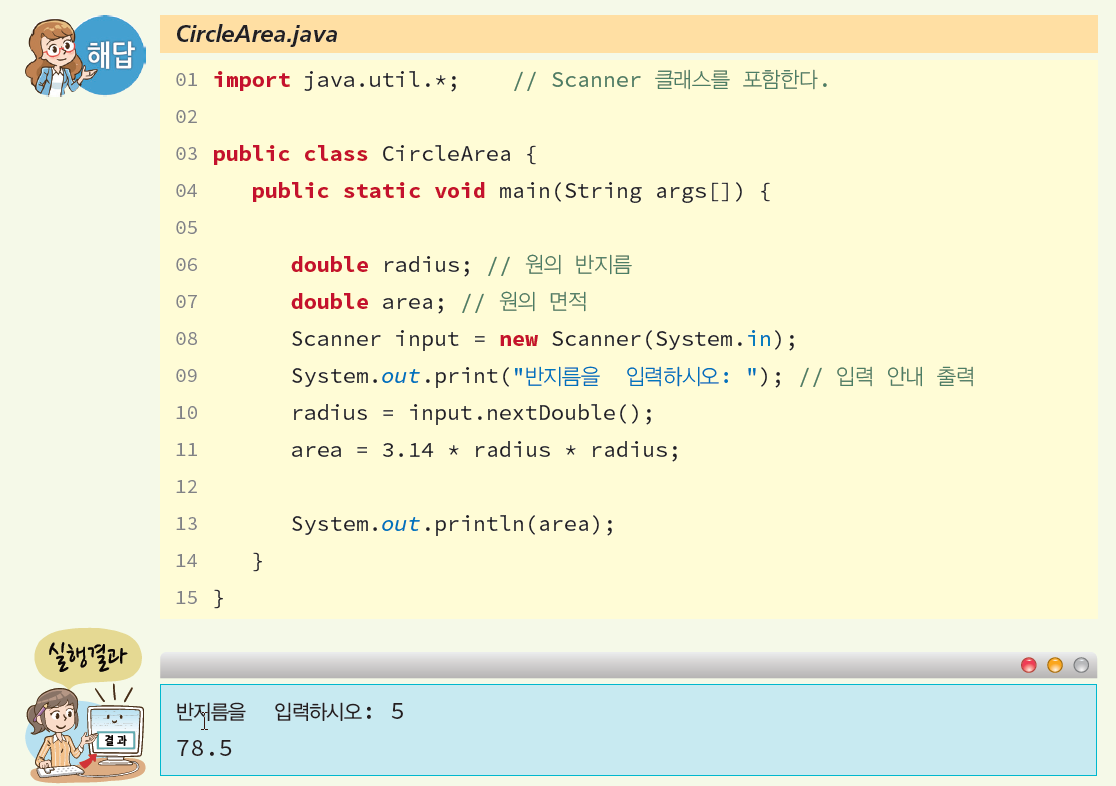 해답
CircleArea.java
01 import java.util.*;    // Scanner 클래스를 포함한다.
02
03 public class CircleArea {
04    public static void main(String args[]) {
05
06       double radius; // 원의 반지름
07       double area; // 원의 면적
08       Scanner input = new Scanner(System.in);
09       System.out.print("반지름을  입력하시오: "); // 입력 안내 출력
10       radius = input.nextDouble();
11       area = 3.14 * radius * radius;
12
13       System.out.println(area);
14    }
15 }
실행결과
결과
반지름을  입력하시오: 5
78.5